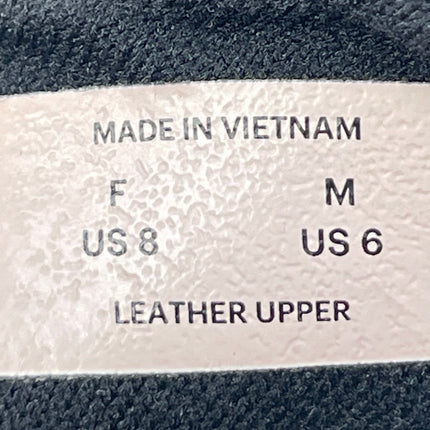 MADE IN VIETNAM
F M
US 8 US 6
LEATHER UPPER